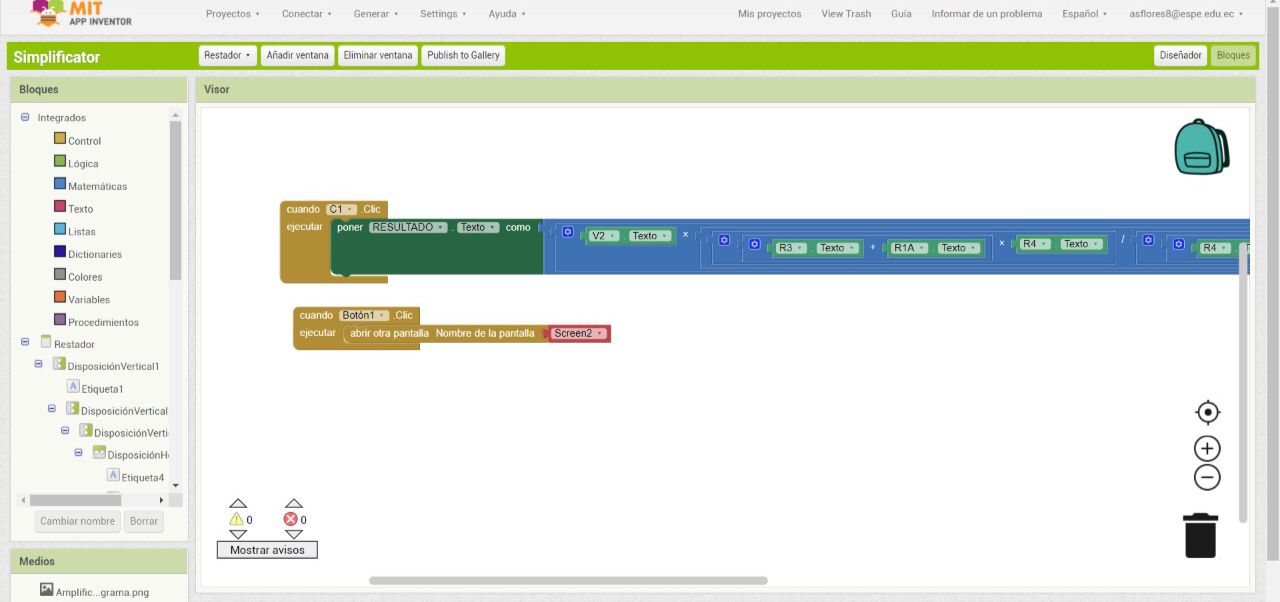 MIT
APP INVENTOR
Proyectos Conectar Generar Settings Ayuda Mis proyectos View Trash Guía Informar de un problema Español asflores8@espe.edu.ec
Simplificator Restador Añadir ventana Eliminar ventana Publish to Gallery Diseñador Bloques
Bloques
Visor
Integrados
Control
Lógica
Matemáticas
Texto
Listas
Dictionaries
Colores
Variables
Procedimientos
Restador
DisposiciónVertical1
Etiqueta1
DisposiciónVertical
DisposiciónVerti
DisposiciónH
Etiqueta4
Cambiar nombre Borrar
Medios
Amplific...grama.png
cuando C1 .Clic
ejecutar poner RESULTADO . Texto como V2 . Texto × R3 . Texto + R1A . Texto × R4 . Texto / R4 .
cuando Botón1 .Clic
ejecutar abrir otra pantalla Nombre de la pantalla Screen2
0 0
Mostrar avisos